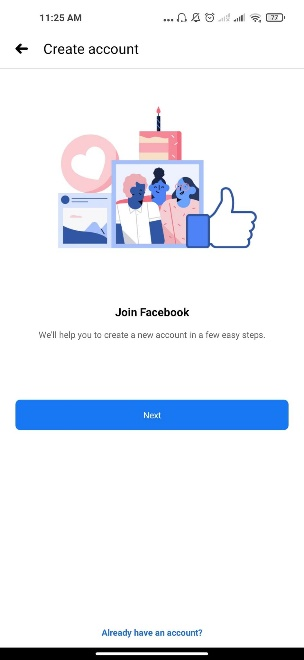 11:25 AM
77
Create account
Join Facebook
We'll help you to create a new account in a few easy steps.
Next
Already have an account?